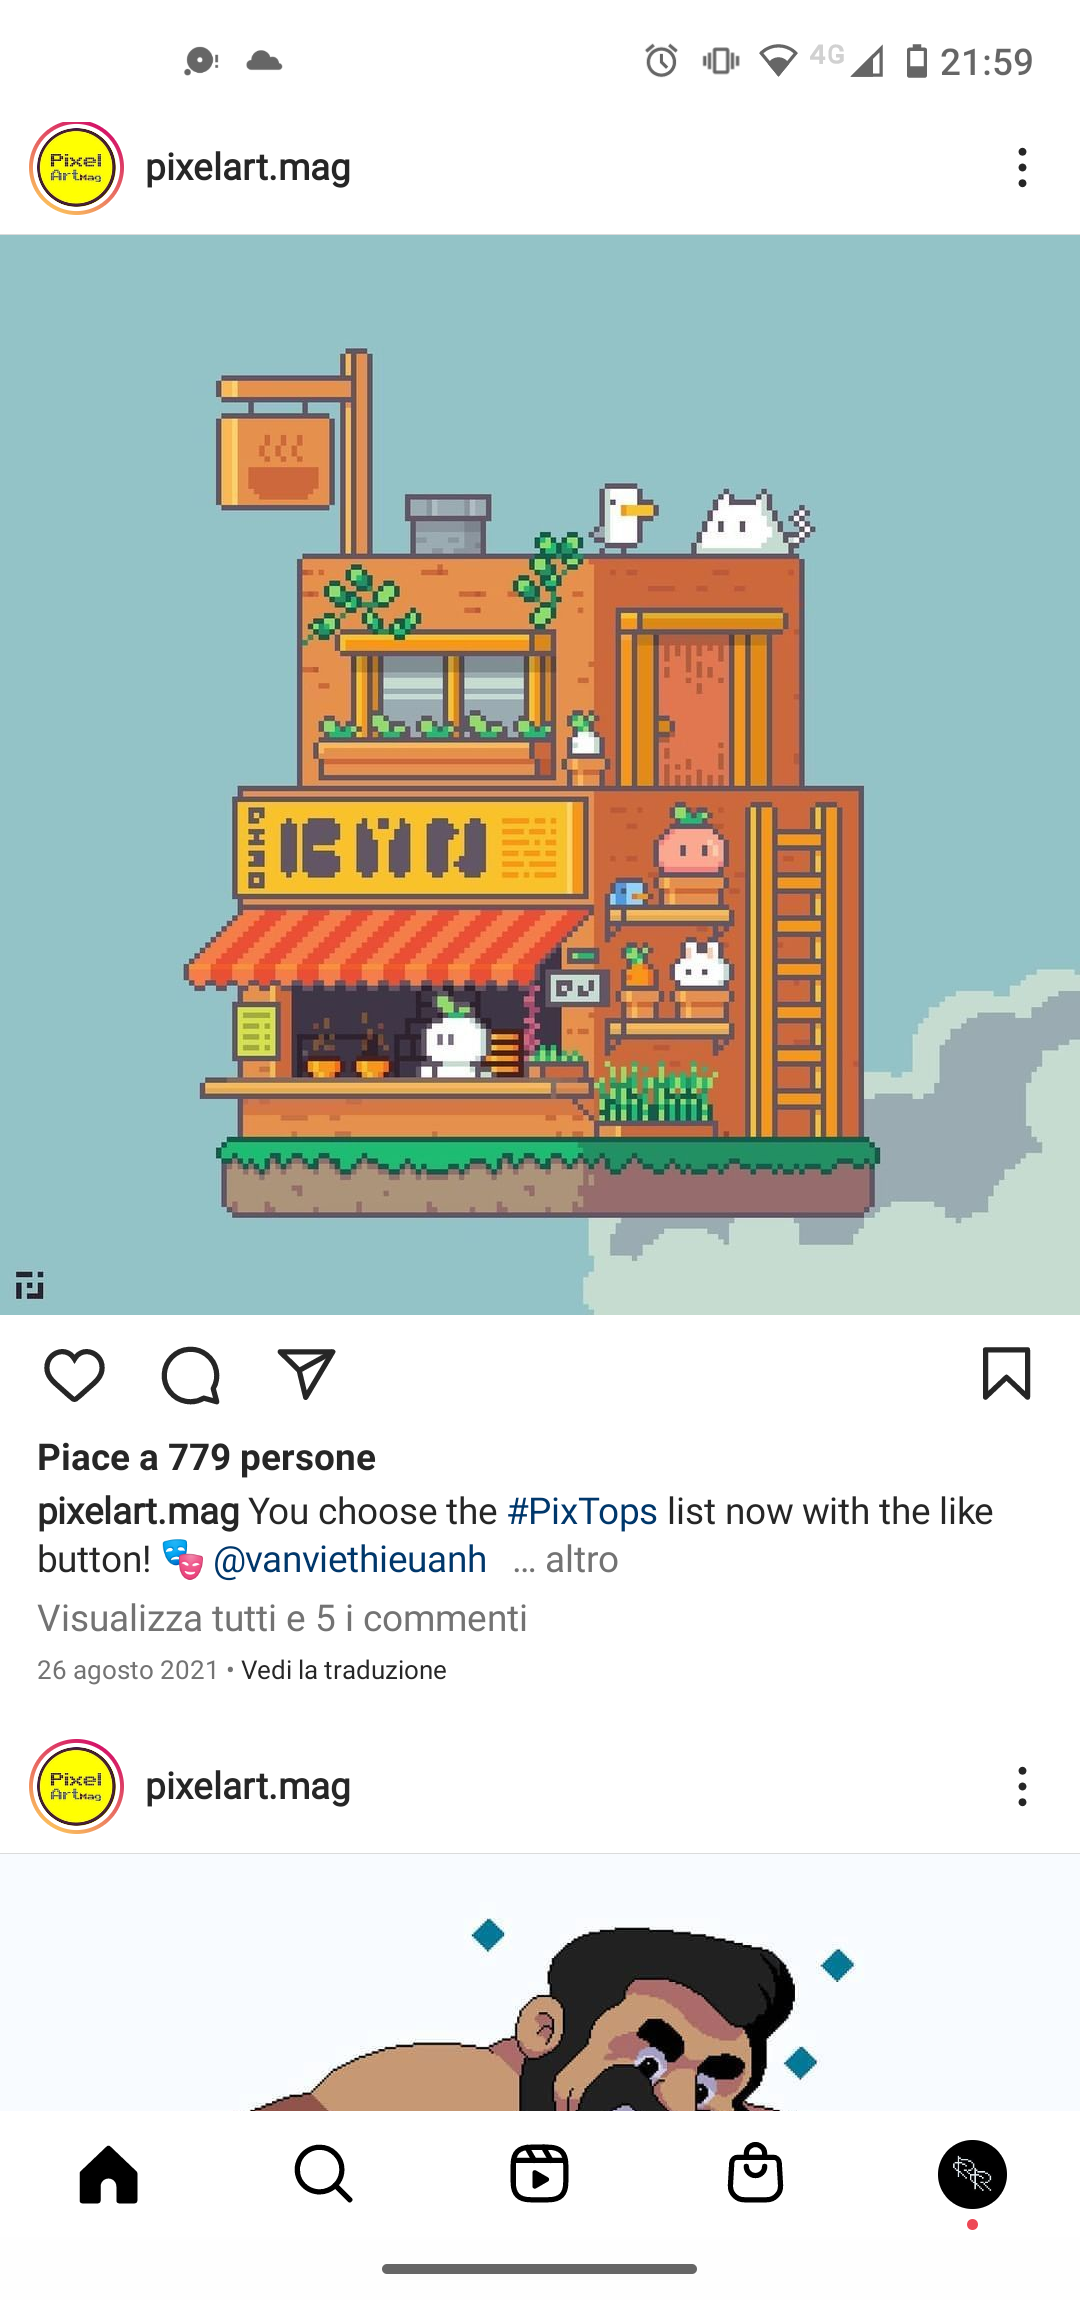 4G 21:59
Pixel
ArtMag
pixelart.mag
Piace a 779 persone
pixelart.mag You choose the #PixTops list now with the like
button! 🎭 @vanviethieuanh … altro
Visualizza tutti e 5 i commenti
26 agosto 2021 • Vedi la traduzione
Pixel
ArtMag
pixelart.mag